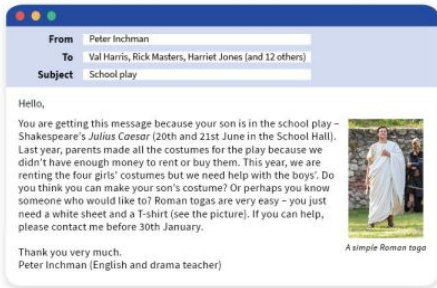 From Peter Inchman
To Val Harris, Rick Masters, Harriet Jones (and 12 others)
Subject School play
Hello,
You are getting this message because your son is in the school play –
Shakespeare's Julius Caesar (20th and 21st June in the School Hall).
Last year, parents made all the costumes for the play because we
didn't have enough money to rent or buy them. This year, we are
renting the four girls' costumes but we need help with the boys'. Do
you think you can make your son's costume? Or perhaps you know
someone who would like to? Roman togas are very easy – you just
need a white sheet and a T-shirt (see the picture). If you can help,
please contact me before 30th January.
A simple Roman toga
Thank you very much.
Peter Inchman (English and drama teacher)